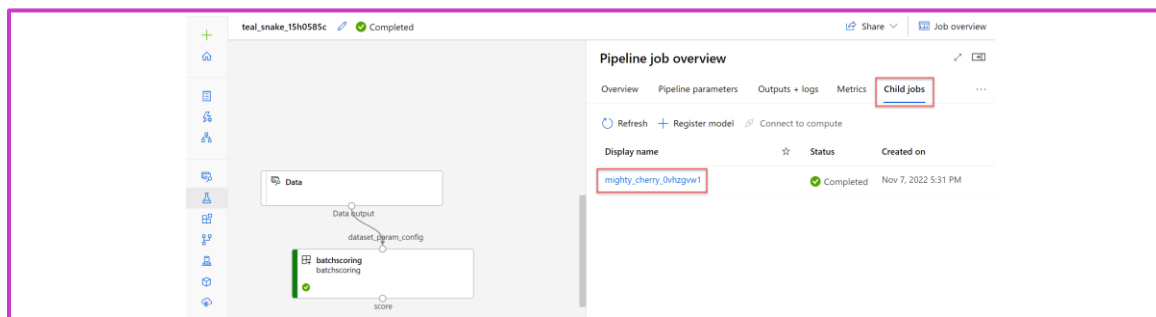 teal_snake_15h0585c Completed
Share Job overview
Pipeline job overview
Overview Pipeline parameters Outputs + logs Metrics Child jobs ...
Refresh Register model Connect to compute
Display name Status Created on
mighty_cherry_0vhzgvw1 Completed Nov 7, 2022 5:31 PM
Data
Data output
dataset_param_config
batchscoring
batchscoring
score